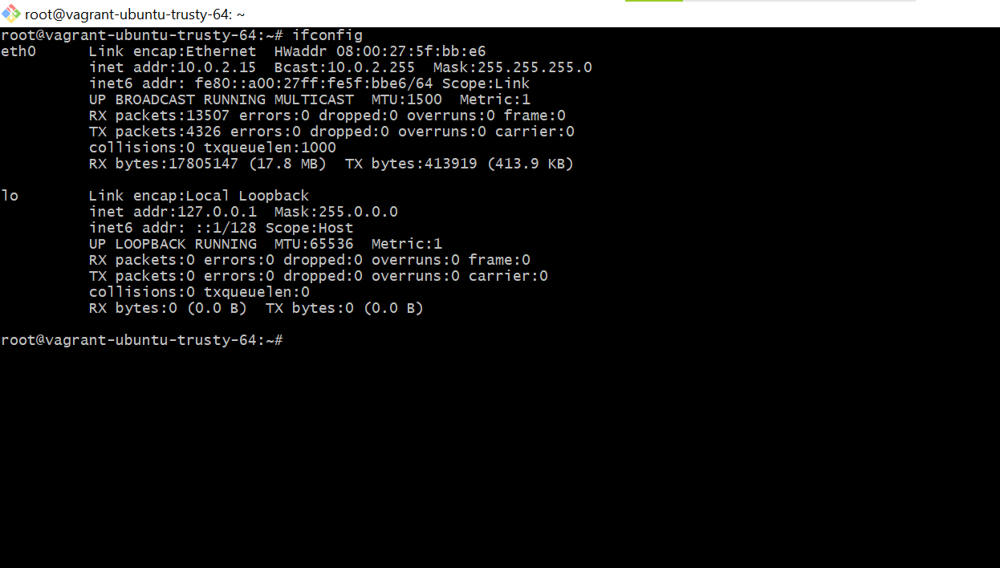 root@vagrant-ubuntu-trusty-64: ~
root@vagrant-ubuntu-trusty-64:~# ifconfig
eth0      Link encap:Ethernet  HWaddr 08:00:27:5f:bb:e6
          inet addr:10.0.2.15  Bcast:10.0.2.255  Mask:255.255.255.0
          inet6 addr: fe80::a00:27ff:fe5f:bbe6/64 Scope:Link
          UP BROADCAST RUNNING MULTICAST  MTU:1500  Metric:1
          RX packets:13507 errors:0 dropped:0 overruns:0 frame:0
          TX packets:4326 errors:0 dropped:0 overruns:0 carrier:0
          collisions:0 txqueuelen:1000
          RX bytes:17805147 (17.8 MB)  TX bytes:413919 (413.9 KB)

lo        Link encap:Local Loopback
          inet addr:127.0.0.1  Mask:255.0.0.0
          inet6 addr: ::1/128 Scope:Host
          UP LOOPBACK RUNNING  MTU:65536  Metric:1
          RX packets:0 errors:0 dropped:0 overruns:0 frame:0
          TX packets:0 errors:0 dropped:0 overruns:0 carrier:0
          collisions:0 txqueuelen:0
          RX bytes:0 (0.0 B)  TX bytes:0 (0.0 B)

root@vagrant-ubuntu-trusty-64:~#